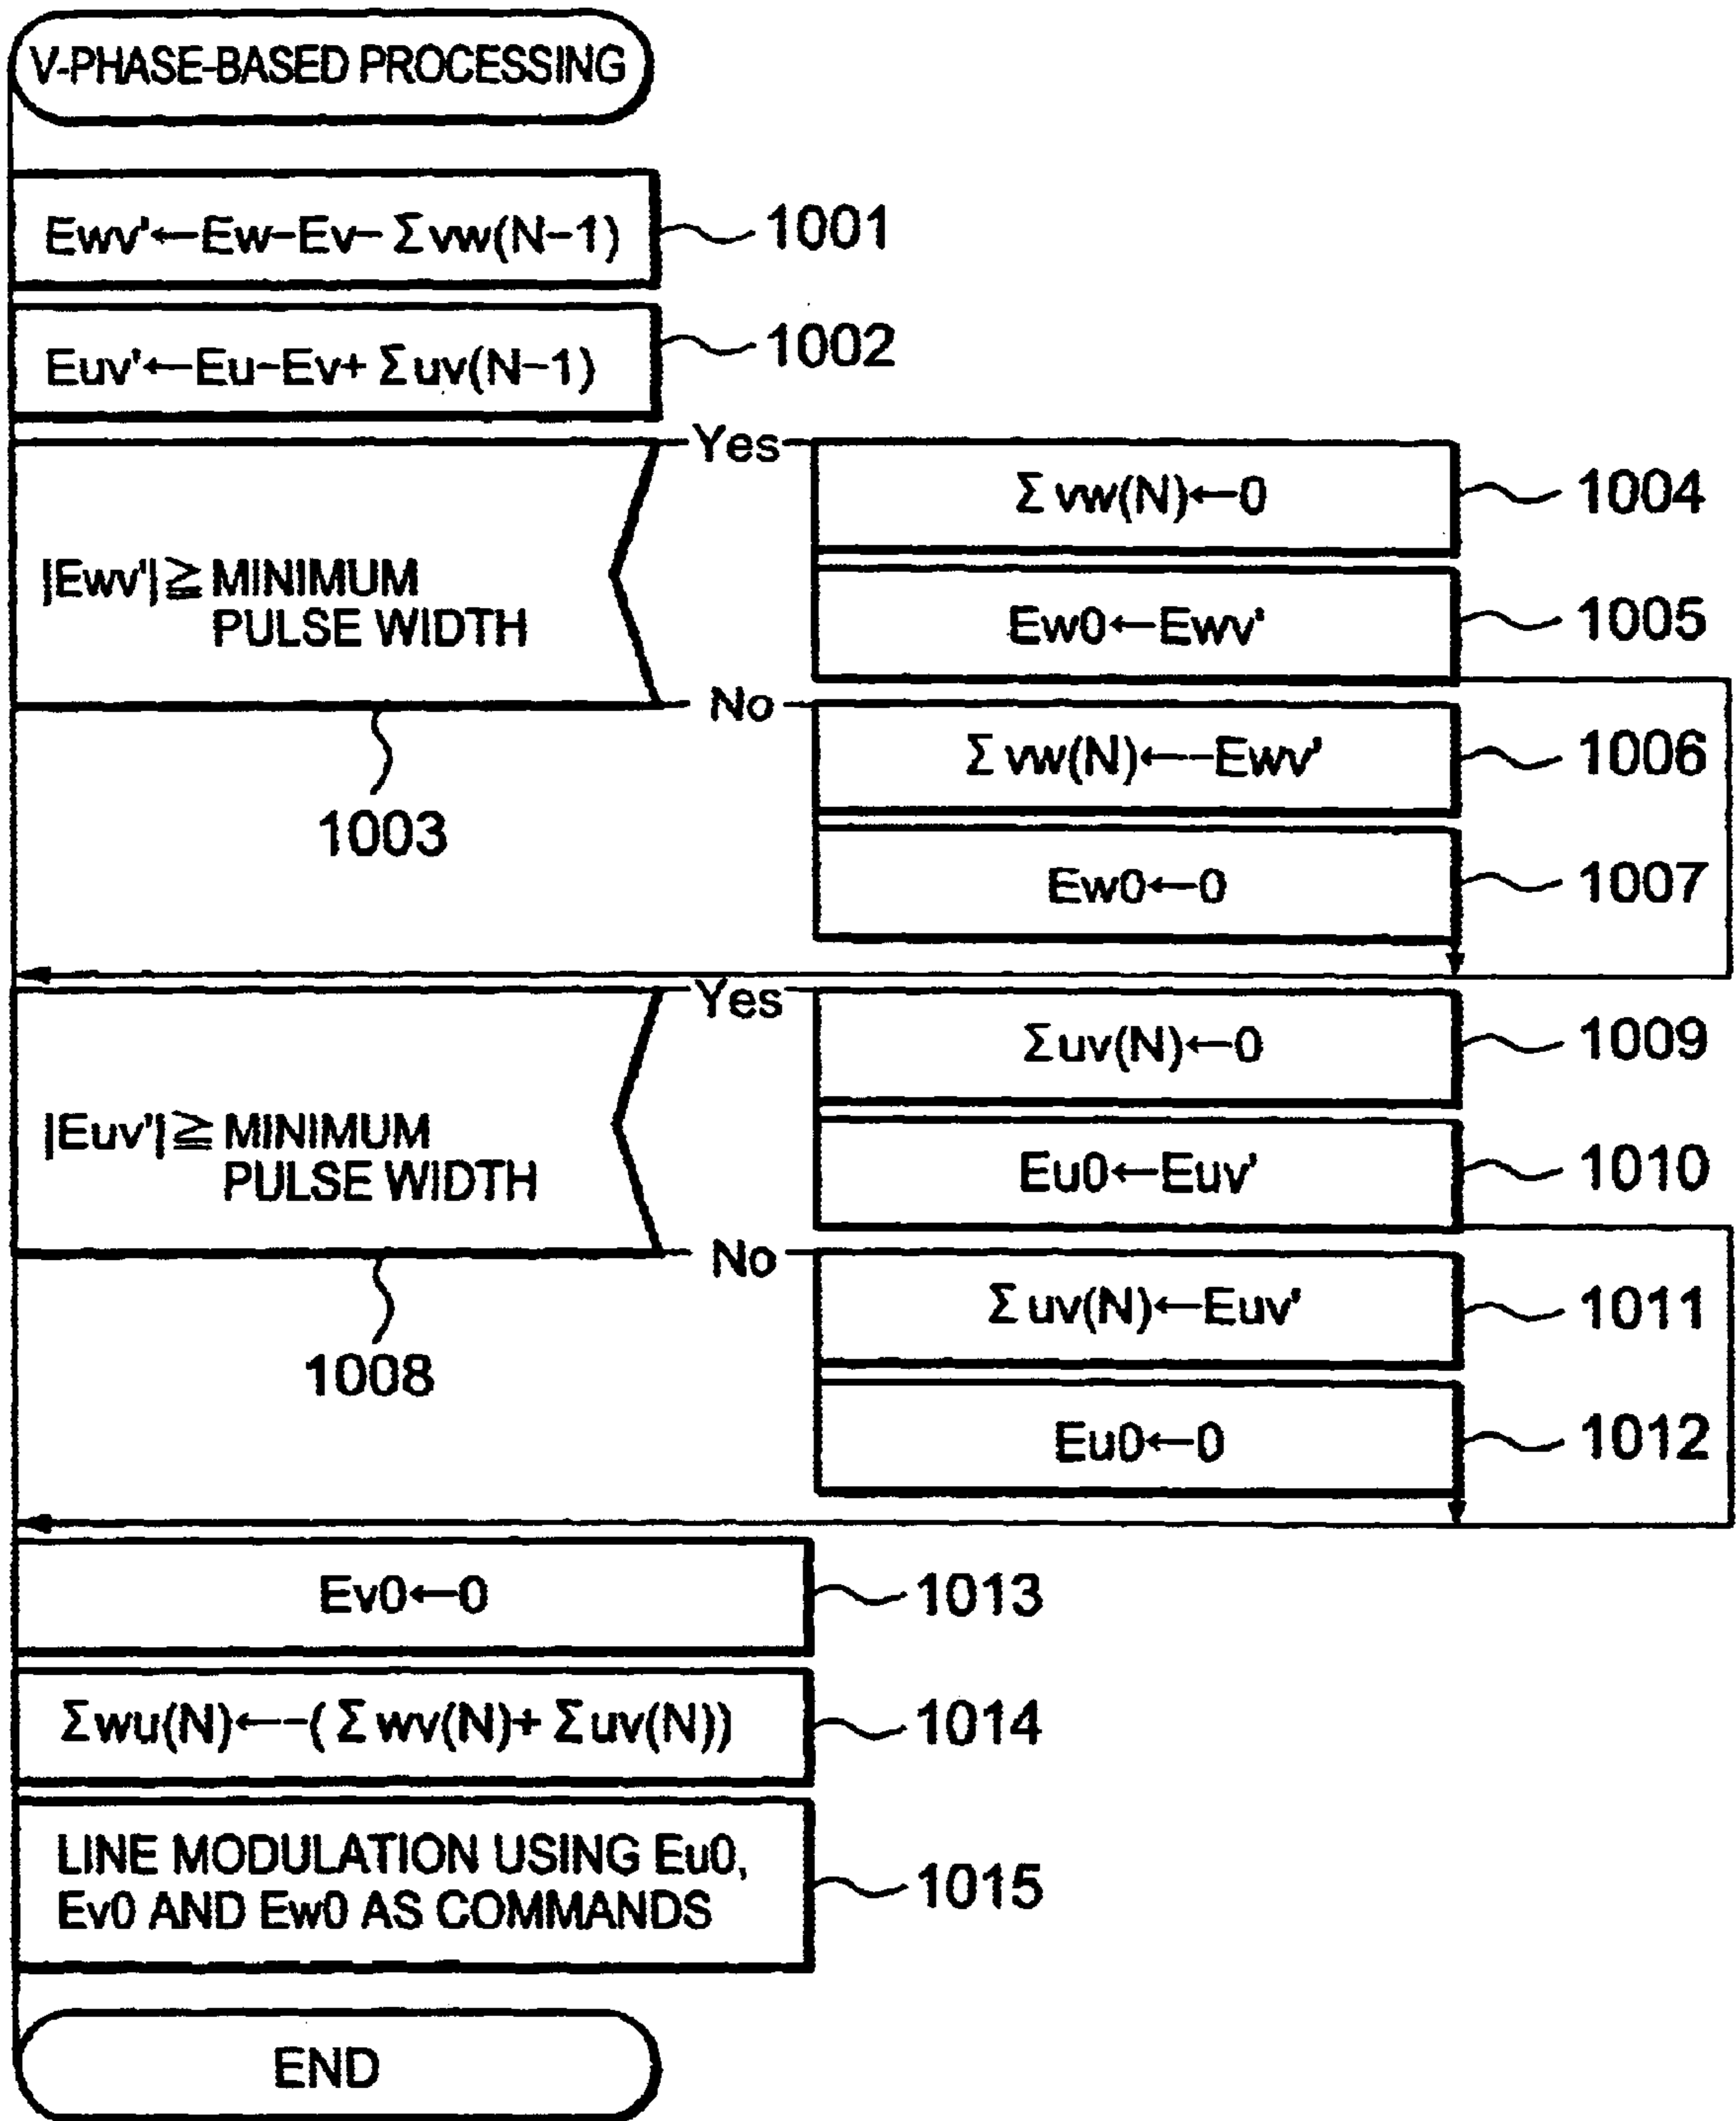 V-PHASE-BASED PROCESSING
Ewv'←Ew−Ev− Σvw(N−1)
1001
Euv'←Eu−Ev+ Σuv(N−1)
1002
|Ewv'|≧MINIMUM
PULSE WIDTH
1003
Yes
Σvw(N)←0
1004
Ew0←Ewv'
1005
No
Σvw(N)←−Ewv'
1006
Ew0←0
1007
|Euv'|≧MINIMUM
PULSE WIDTH
1008
Yes
Σuv(N)←0
1009
Eu0←Euv'
1010
No
Σuv(N)←Euv'
1011
Eu0←0
1012
Ev0←0
1013
Σwu(N)←−(Σwv(N)+ Σuv(N))
1014
LINE MODULATION USING Eu0,
Ev0 AND Ew0 AS COMMANDS
1015
END